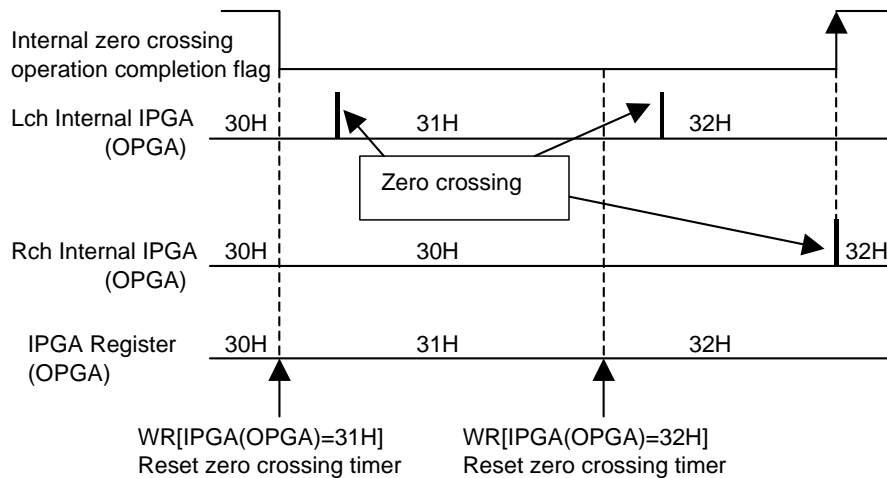 Internal zero crossing
operation completion flag
Lch Internal IPGA
(OPGA)
30H
31H
32H
Zero crossing
Rch Internal IPGA
(OPGA)
30H
30H
32H
IPGA Register
(OPGA)
30H
31H
32H
WR[IPGA(OPGA)=31H]
Reset zero crossing timer
WR[IPGA(OPGA)=32H]
Reset zero crossing timer